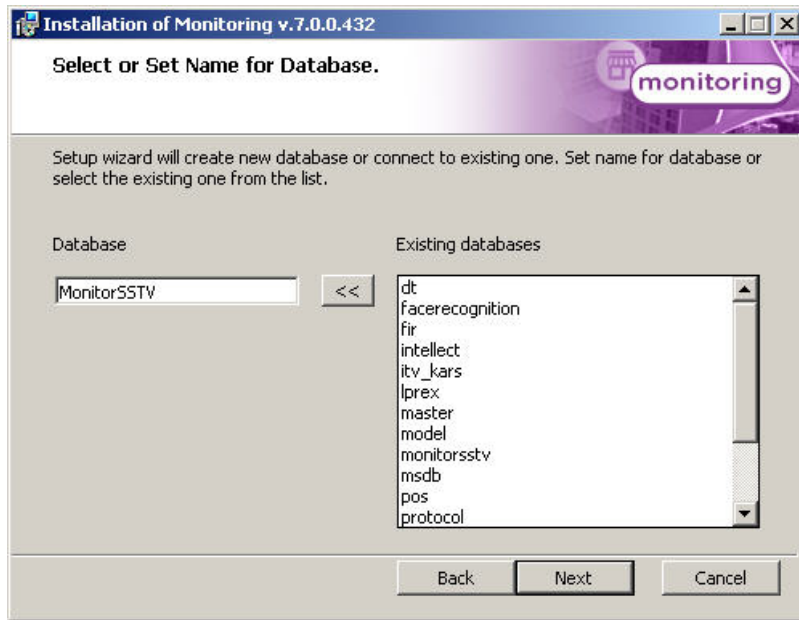 Installation of Monitoring v.7.0.0.432
Select or Set Name for Database.
monitoring
Setup wizard will create new database or connect to existing one. Set name for database or
select the existing one from the list.
Database
Existing databases
MonitorSSTV
<<
dt
facerecognition
fir
intellect
itv_kars
lprex
master
model
monitorsstv
msdb
pos
protocol
Back
Next
Cancel